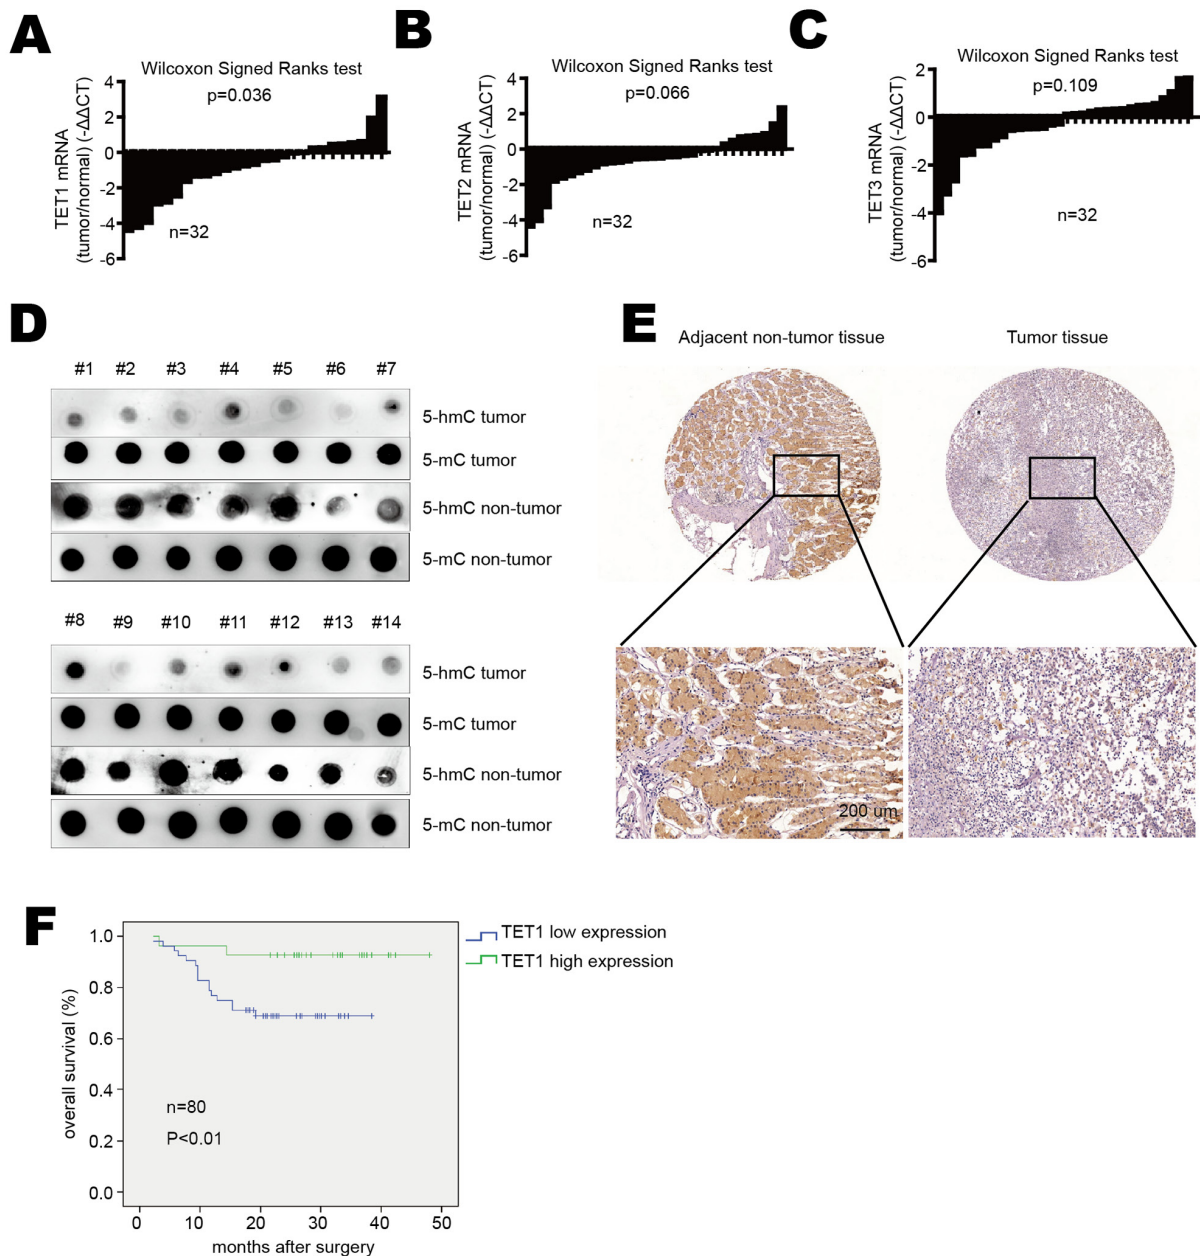 A
Wilcoxon Signed Ranks test
p=0.036
TET1 mRNA
(tumor/normal) (-ΔΔCT)
4
2
0
-2
-4
-6
n=32
B
Wilcoxon Signed Ranks test
p=0.066
TET2 mRNA
(tumor/normal) (-ΔΔCT)
4
2
0
-2
-4
-6
n=32
C
Wilcoxon Signed Ranks test
p=0.109
TET3 mRNA
(tumor/normal) (-ΔΔCT)
2
0
-2
-4
-6
n=32
D
#1 #2 #3 #4 #5 #6 #7
5-hmC tumor
5-mC tumor
5-hmC non-tumor
5-mC non-tumor
#8 #9 #10 #11 #12 #13 #14
5-hmC tumor
5-mC tumor
5-hmC non-tumor
5-mC non-tumor
E
Adjacent non-tumor tissue
Tumor tissue
200 um
F
overall survival (%)
1.0
0.8
0.6
0.4
0.2
0.0
n=80
P<0.01
0 10 20 30 40 50
months after surgery
TET1 low expression
TET1 high expression